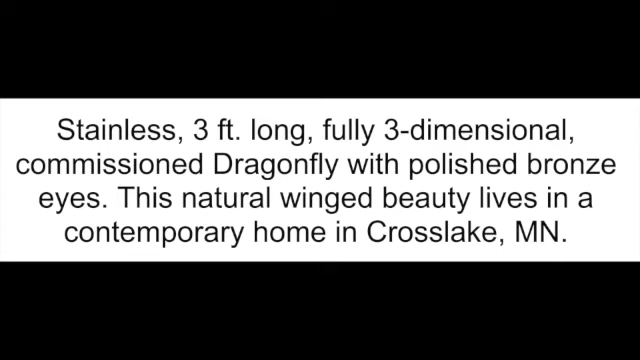 Stainless, 3 ft. long, fully 3-dimensional,
commissioned Dragonfly with polished bronze
eyes. This natural winged beauty lives in a
contemporary home in Crosslake, MN.